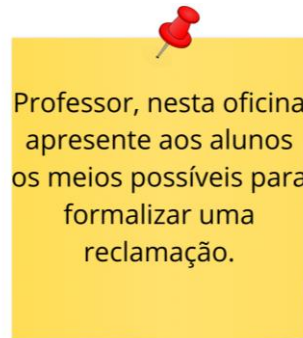 Professor, nesta oficina
apresente aos alunos
os meios possíveis para
formalizar uma
reclamação.